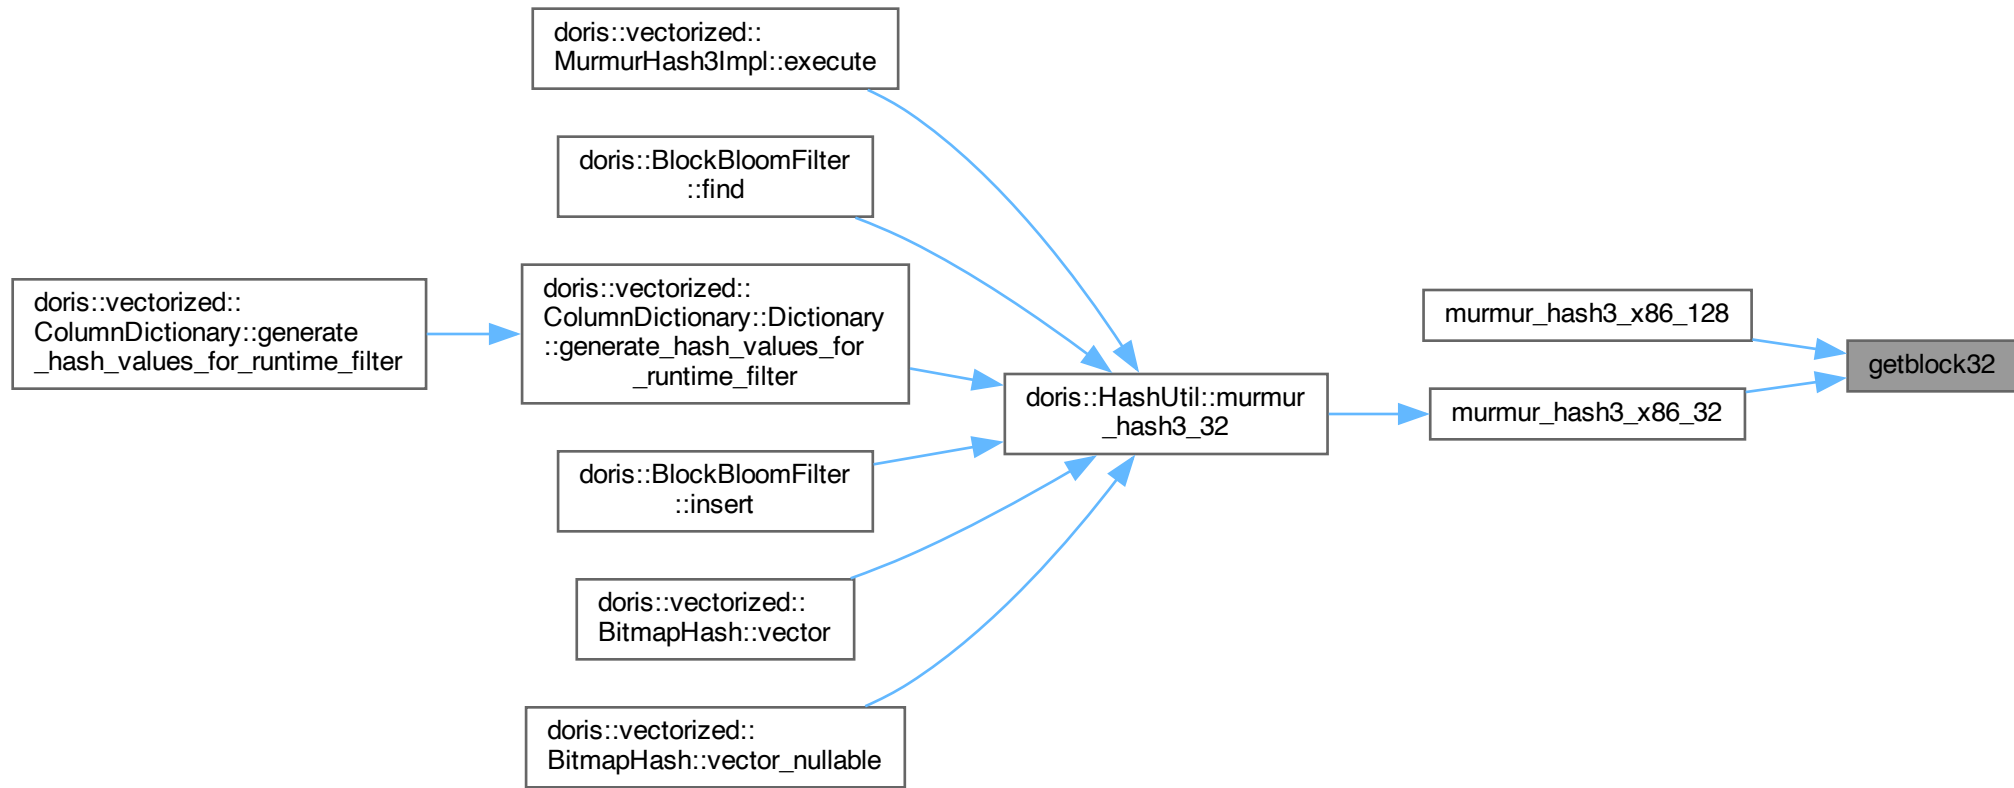 doris::vectorized::
MurmurHash3Impl::execute
doris::BlockBloomFilter
::find
doris::vectorized::
ColumnDictionary::generate
_hash_values_for_runtime_filter
doris::vectorized::
ColumnDictionary::Dictionary
::generate_hash_values_for
_runtime_filter
doris::BlockBloomFilter
::insert
doris::vectorized::
BitmapHash::vector
doris::vectorized::
BitmapHash::vector_nullable
doris::HashUtil::murmur
_hash3_32
murmur_hash3_x86_128
murmur_hash3_x86_32
getblock32